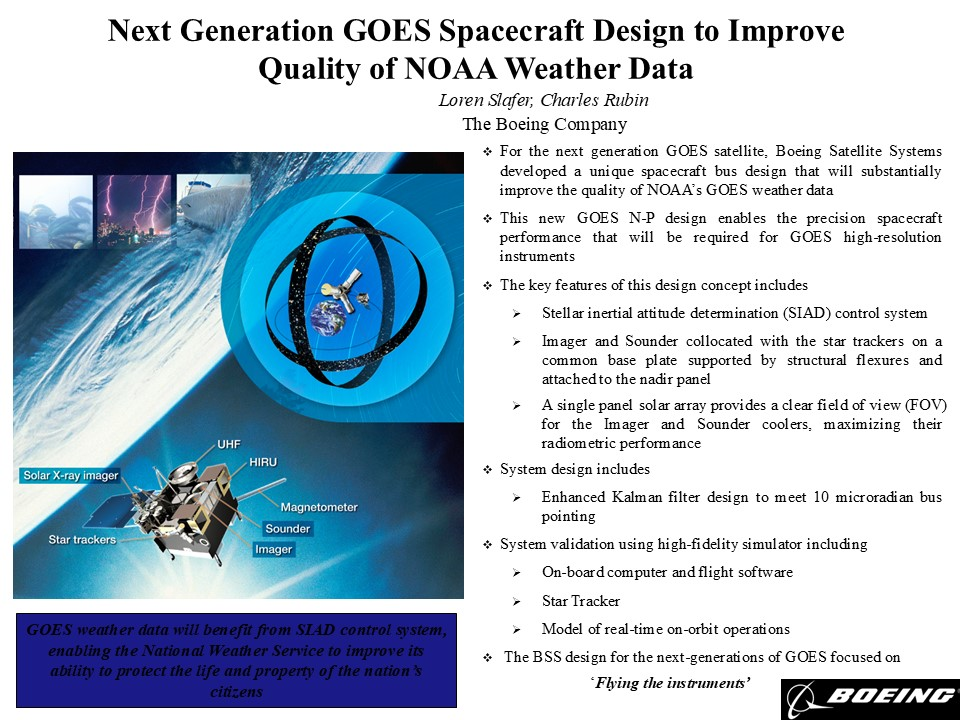 Next Generation GOES Spacecraft Design to Improve
Quality of NOAA Weather Data
Loren Slafer, Charles Rubin
The Boeing Company
❖ For the next generation GOES satellite, Boeing Satellite Systems
developed a unique spacecraft bus design that will substantially
improve the quality of NOAA’s GOES weather data
❖ This new GOES N-P design enables the precision spacecraft
performance that will be required for GOES high-resolution
instruments
❖ The key features of this design concept includes
➢ Stellar inertial attitude determination (SIAD) control system
➢ Imager and Sounder collocated with the star trackers on a
common base plate supported by structural flexures and
attached to the nadir panel
➢ A single panel solar array provides a clear field of view (FOV)
for the Imager and Sounder coolers, maximizing their
radiometric performance
❖ System design includes
➢ Enhanced Kalman filter design to meet 10 microradian bus
pointing
❖ System validation using high-fidelity simulator including
➢ On-board computer and flight software
➢ Star Tracker
➢ Model of real-time on-orbit operations
❖ The BSS design for the next-generations of GOES focused on
‘Flying the instruments’
UHF
HIRU
Solar X-ray imager
Magnetometer
Sounder
Star trackers
Imager
GOES weather data will benefit from SIAD control system,
enabling the National Weather Service to improve its
ability to protect the life and property of the nation’s
citizens
BOEING